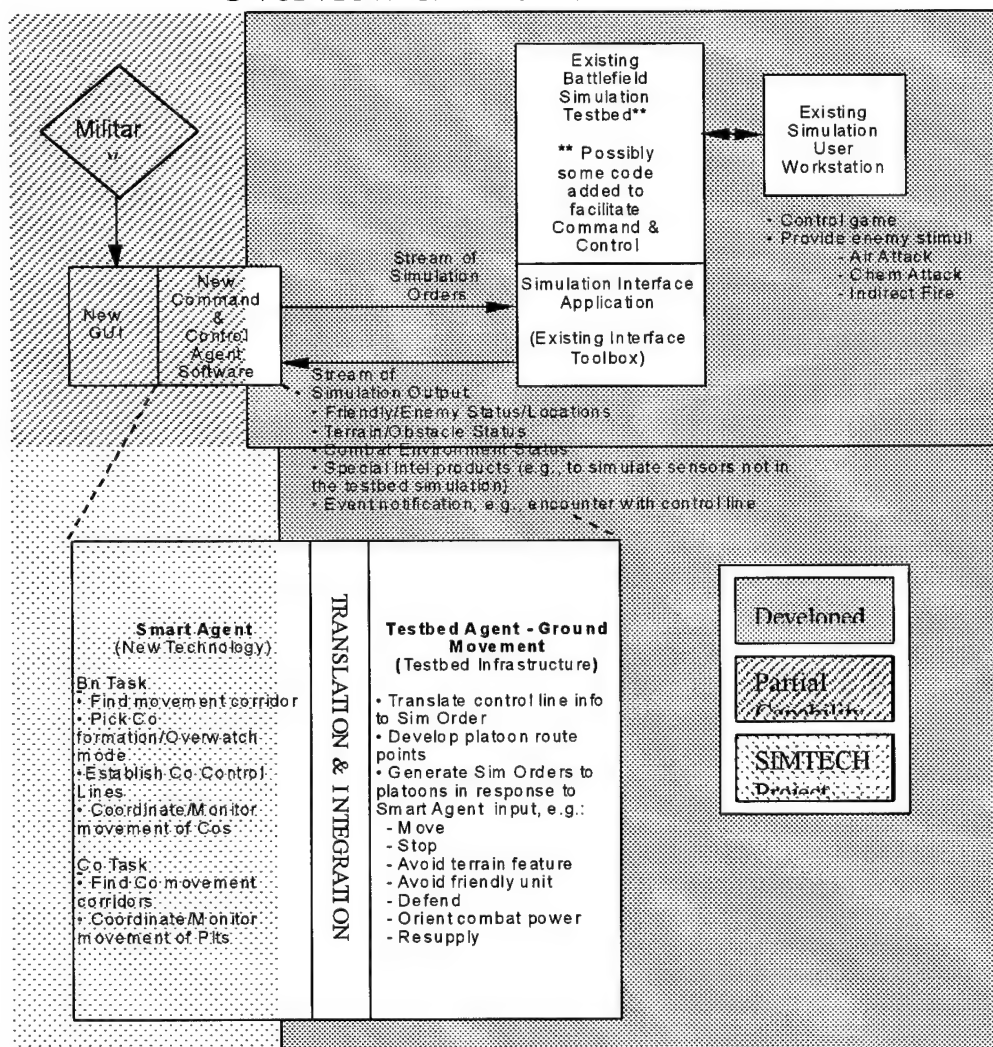 Militar
Existing
Battlefield
Simulation
Testbed**
** Possibly
some code
added to
facilitate
Command &
Control
Existing
Simulation
User
Workstation
• Control game
• Provide enemy stimuli
- Air Attack
- Chem Attack
- Indirect Fire
New
GUI
New
Command
&
Control
Agent
Software
Stream of
Simulation
Orders
Simulation Interface
Application
(Existing Interface
Toolbox)
Stream of
• Simulation Output
• Friendly/Enemy Status/Locations
• Terrain/Obstacle Status
• Combat Environment Status
• Special Intel products (e.g., to simulate sensors not in
the testbed simulation)
• Event notification, e.g., encounter with control line
Smart Agent
(New Technology)
Bn Task
• Find movement corridor
• Pick Co
formation/Overwatch
mode
• Establish Co Control
Lines
• Coordinate/Monitor
movement of Cos
Co Task
• Find Co movement
corridors
• Coordinate/Monitor
movement of Plts
TRANSLATION & INTEGRATION
Testbed Agent - Ground
Movement
(Testbed Infrastructure)
• Translate control line info
to Sim Order
• Develop platoon route
points
• Generate Sim Orders to
platoons in response to
Smart Agent input, e.g.:
- Move
- Stop
- Avoid terrain feature
- Avoid friendly unit
- Defend
- Orient combat power
- Resupply
Developed
Partial
Capability
SIMTECH
Project